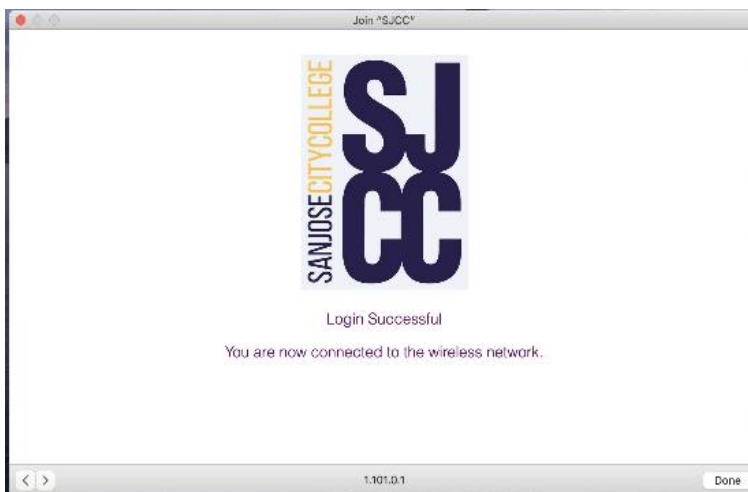 Join "SJCC"
SANJOSECITYCOLLEGE
SJ
CC
Login Successful
You are now connected to the wireless network.
1.101.0.1
Done